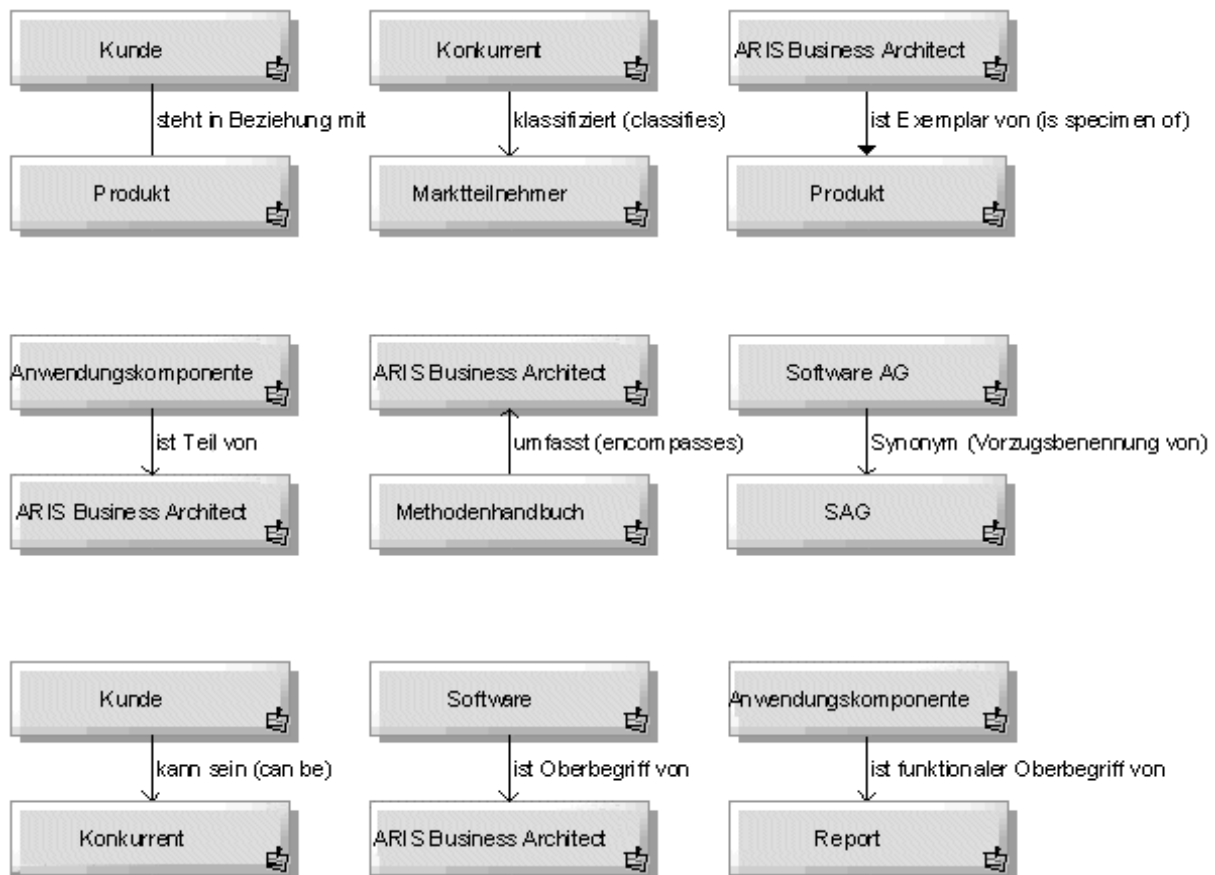 Kunde
Konkurrent
ARIS Business Architect
steht in Beziehung mit
klassifiziert (classifies)
ist Exemplar von (is specimen of)
Produkt
Marktteilnehmer
Produkt
Anwendungskomponente
ARIS Business Architect
Software AG
ist Teil von
umfasst (encompasses)
Synonym (Vorzugsbenennung von)
ARIS Business Architect
Methodenhandbuch
SAG
Kunde
Software
Anwendungskomponente
kann sein (can be)
ist Oberbegriff von
ist funktionaler Oberbegriff von
Konkurrent
ARIS Business Architect
Report